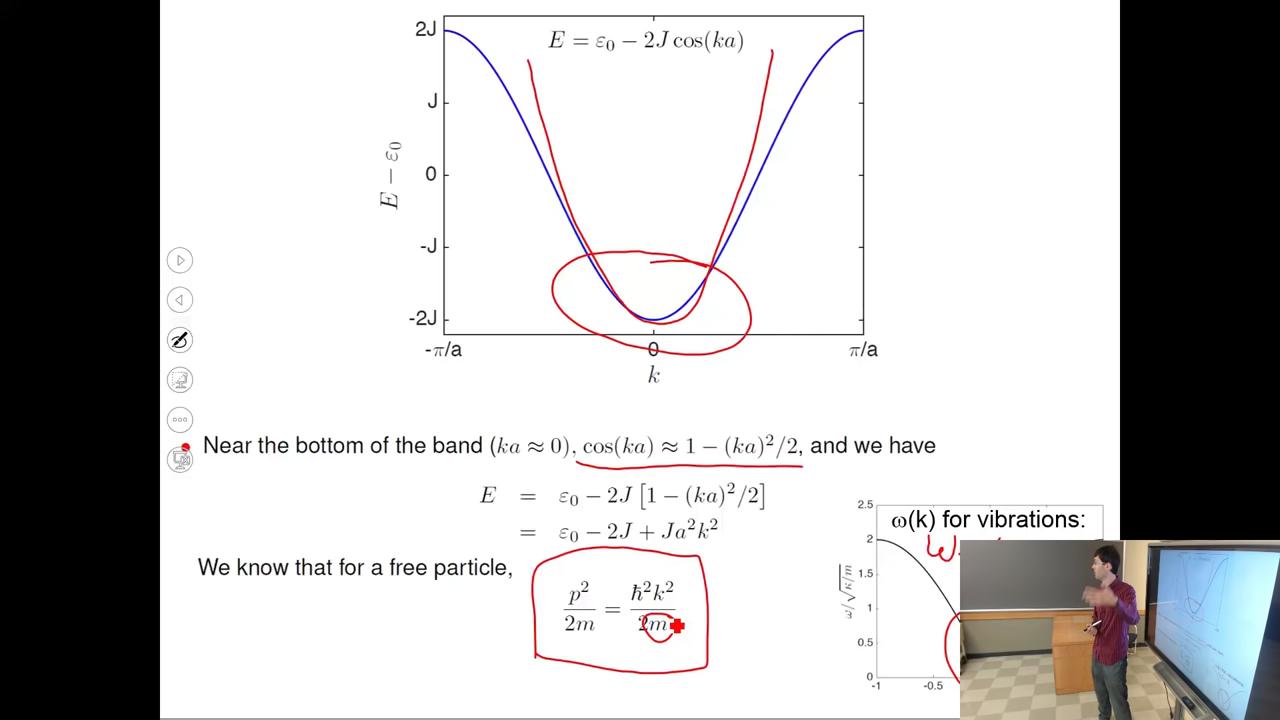 2J
E = ε₀ − 2J cos(ka)
J
0
-J
-2J
E − ε₀
-π/a
0
π/a
k
Near the bottom of the band (ka ≈ 0), cos(ka) ≈ 1 − (ka)²/2, and we have
E = ε₀ − 2J [1 − (ka)²/2]
= ε₀ − 2J + Ja²k²
We know that for a free particle,
p²/2m = ħ²k²/2m
ω(k) for vibrations:
2.5
2
1.5
1
0.5
0
ω/√κ/m
-1
-0.5